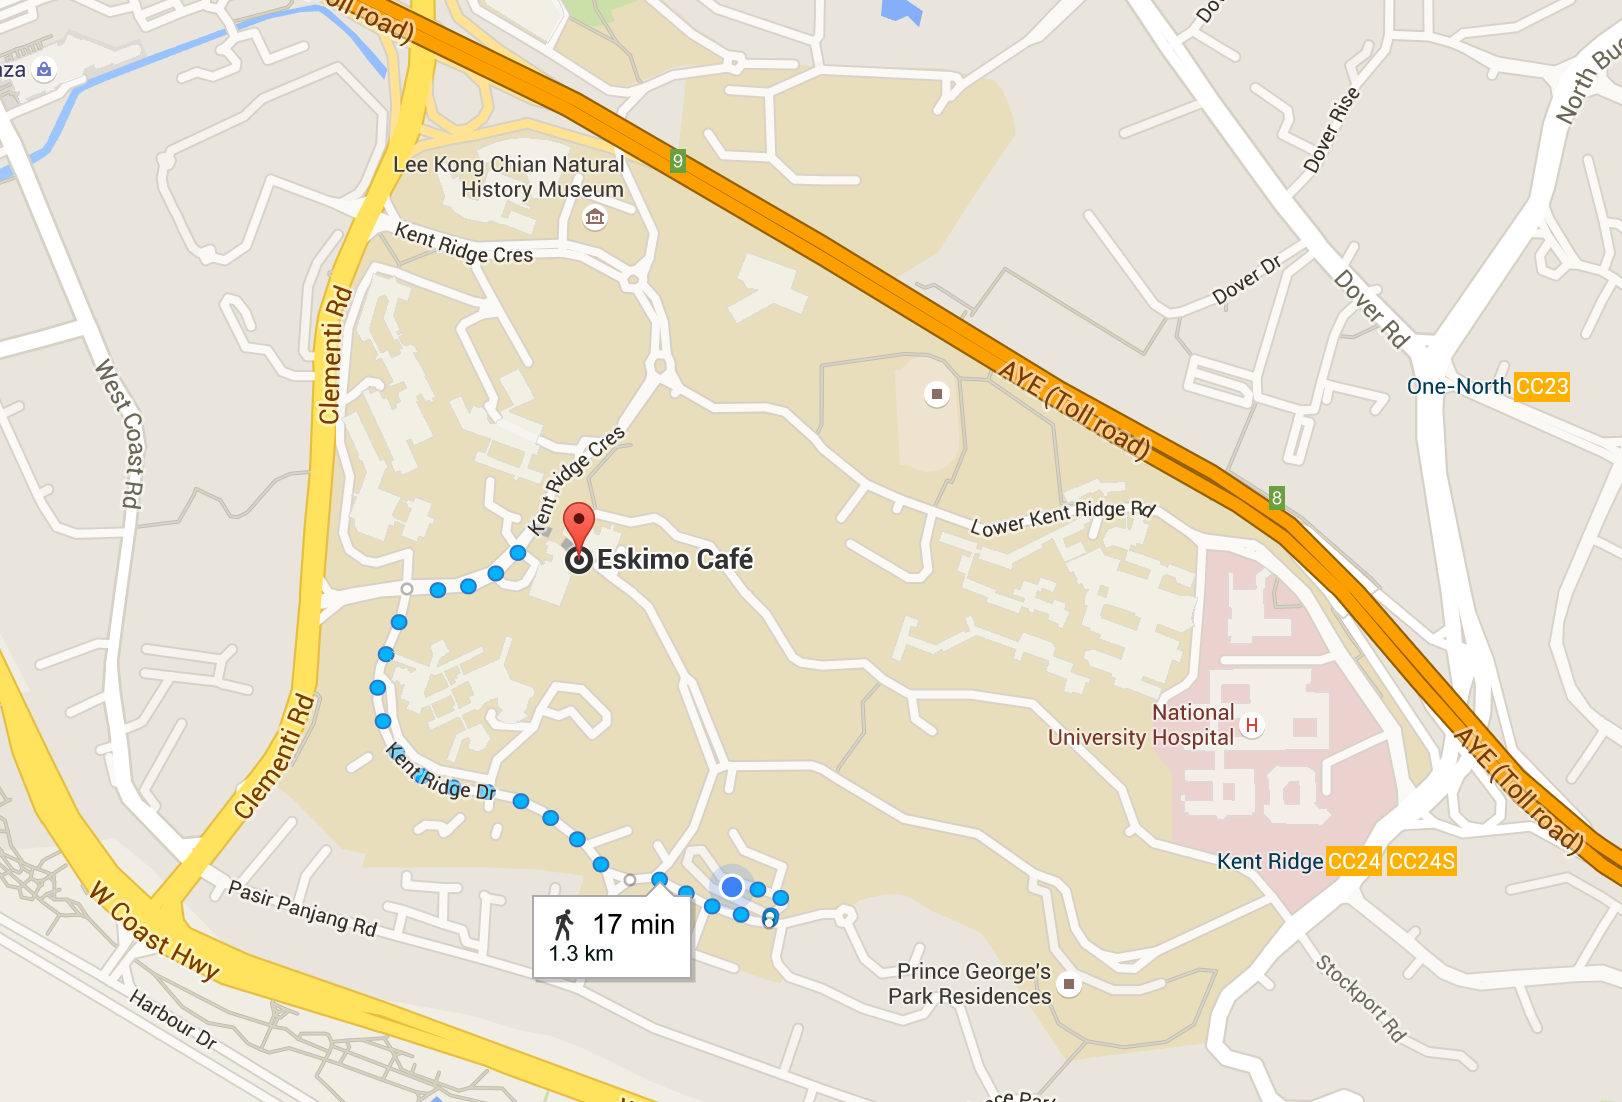 Toll road)
aza
Lee Kong Chian Natural
History Museum
9
Kent Ridge Cres
Clementi Rd
West Coast Rd
Dover Rise
North Buo
Dover Dr
Dover Rd
AYE (Toll road)
One-North CC23
Kent Ridge Cres
8
Lower Kent Ridge Rd
Eskimo Café
National
University Hospital
H
Clementi Rd
Kent Ridge Dr
AYE (Toll road)
Kent Ridge CC24 CC24S
Pasir Panjang Rd
W Coast Hwy
17 min
1.3 km
Prince George's
Park Residences
Stockport Rd
Harbour Dr